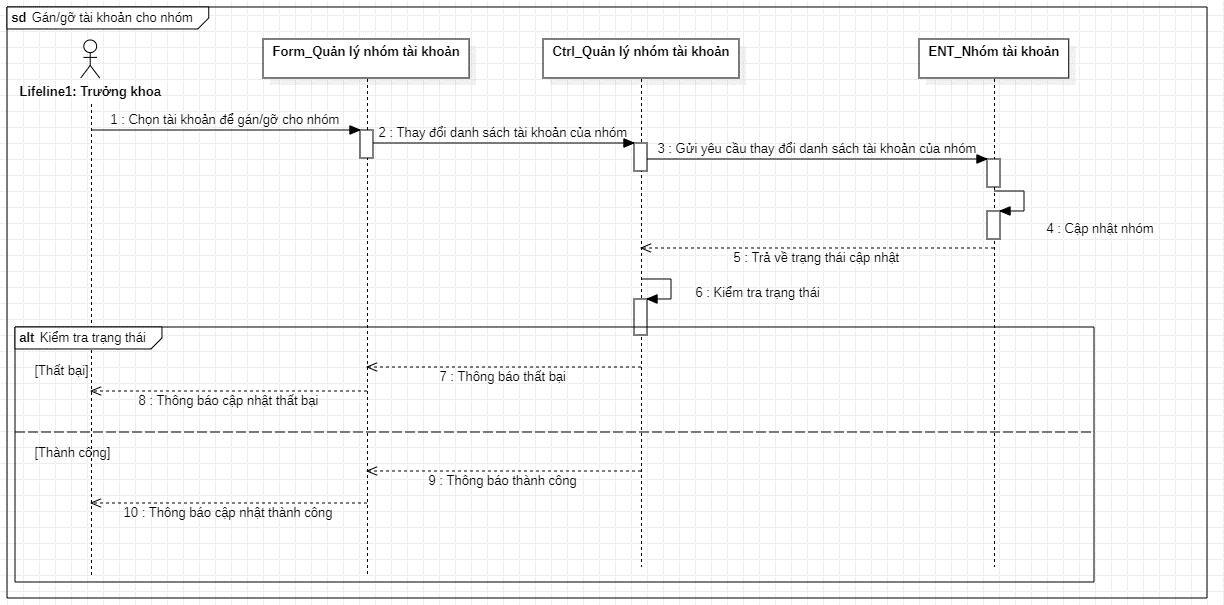 sd Gán/gỡ tài khoản cho nhóm
Form_Quản lý nhóm tài khoản
Ctrl_Quản lý nhóm tài khoản
ENT_Nhóm tài khoản
Lifeline1: Trưởng khoa
1 : Chọn tài khoản để gán/gỡ cho nhóm
2 : Thay đổi danh sách tài khoản của nhóm
3 : Gửi yêu cầu thay đổi danh sách tài khoản của nhóm
4 : Cập nhật nhóm
5 : Trả về trạng thái cập nhật
6 : Kiểm tra trạng thái
alt Kiểm tra trạng thái
[Thất bại]
7 : Thông báo thất bại
8 : Thông báo cập nhật thất bại
[Thành công]
9 : Thông báo thành công
10 : Thông báo cập nhật thành công